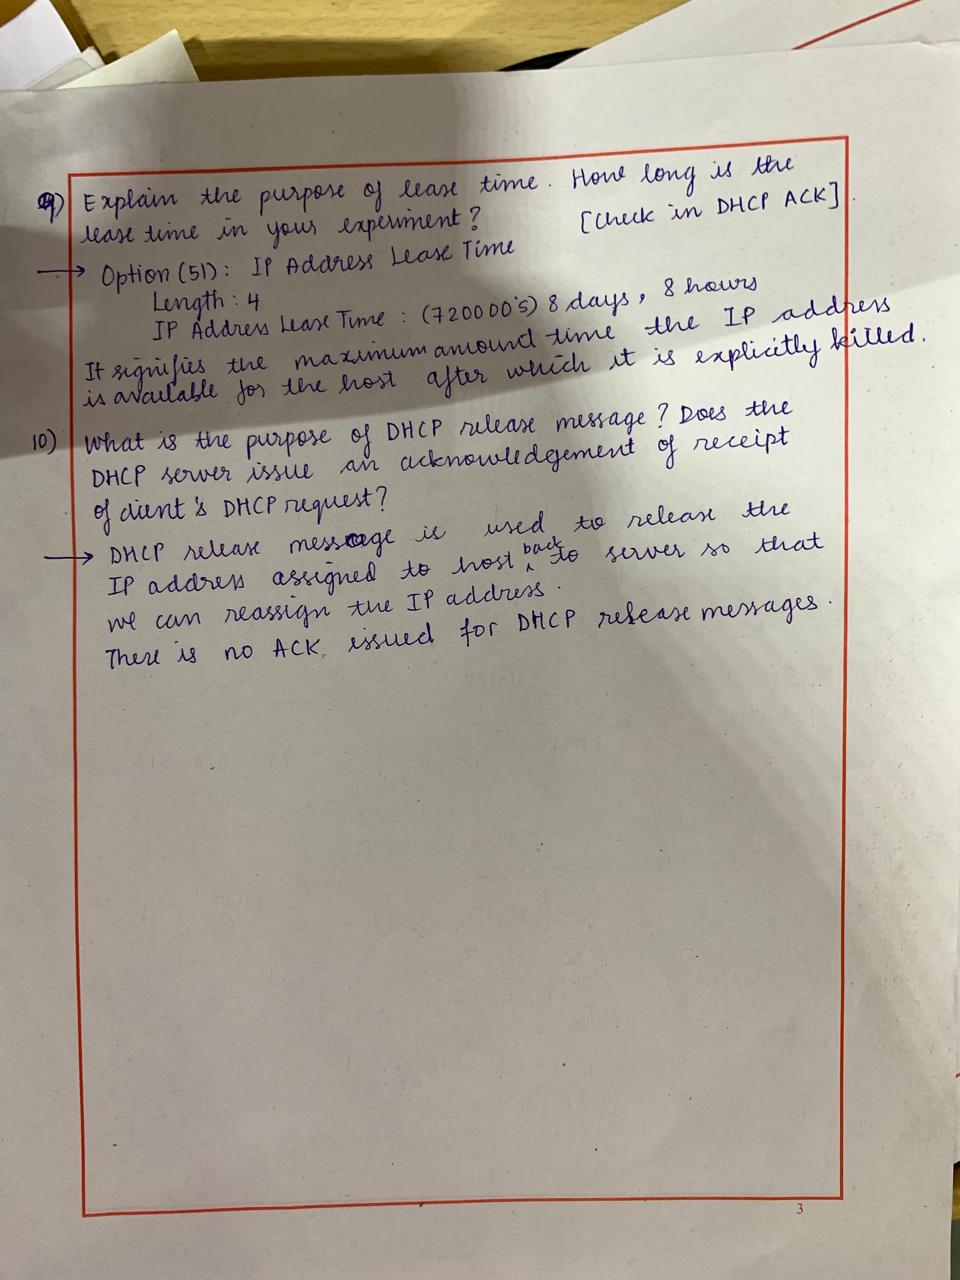 9) Explain the purpose of lease time. How long is the
lease time in your experiment? [Check in DHCP ACK].
→ Option (51): IP Address Lease Time
Length : 4
IP Address Lease Time : (720000's) 8 days, 8 hours
It signifies the maximum amount time the IP address
is available for the host after which it is explicitly killed.
10) What is the purpose of DHCP release message? Does the
DHCP server issue an acknowledgement of receipt
of client's DHCP request?
→ DHCP release message is used to release the
IP address assigned to host back to server so that
we can reassign the IP address.
There is no ACK. issued for DHCP release messages.
3